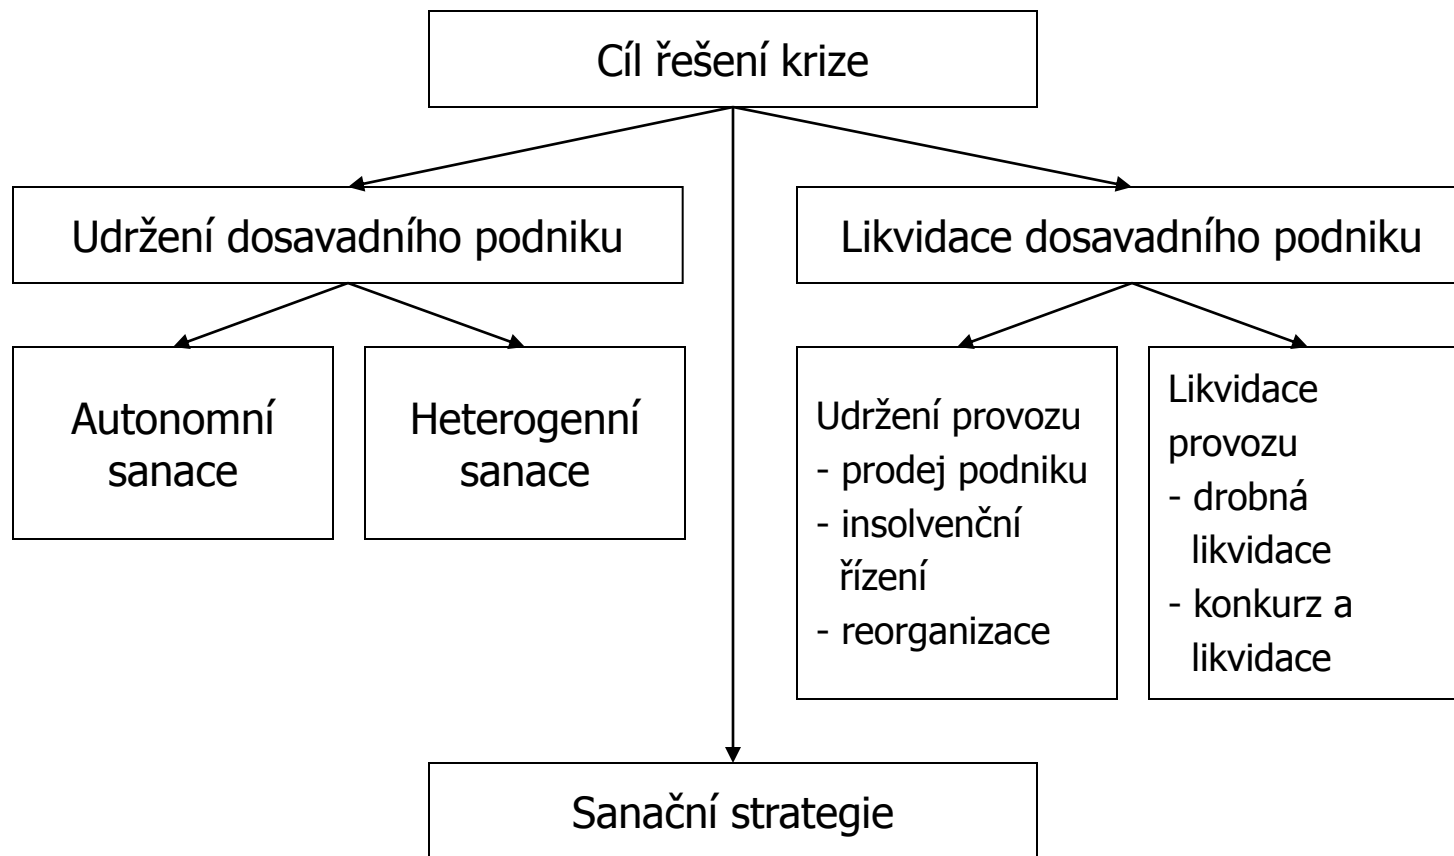 Cíl řešení krize
Udržení dosavadního podniku
Likvidace dosavadního podniku
Autonomní
sanace
Heterogenní
sanace
Udržení provozu
- prodej podniku
- insolvenční
řízení
- reorganizace
Likvidace
provozu
- drobná
likvidace
- konkurz a
likvidace
Sanační strategie